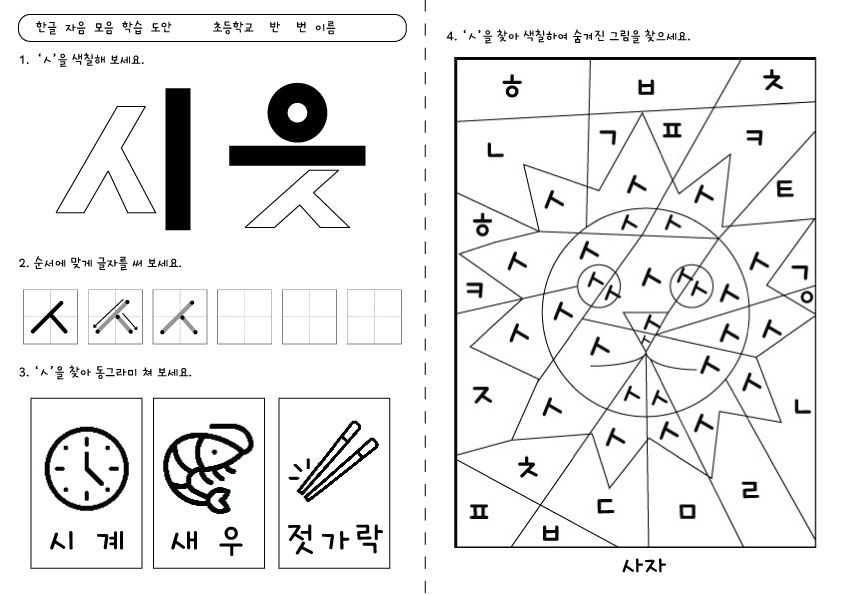 한글 자음 모음 학습 도안 초등학교 반 번 이름
1. 'ㅅ'을 색칠해 보세요.
시옷
2. 순서에 맞게 글자를 써 보세요.
ㅅ ㅅ ㅅ
3. 'ㅅ'을 찾아 동그라미 쳐 보세요.
시 계
새 우
젓가락
4. 'ㅅ'을 찾아 색칠하여 숨겨진 그림을 찾으세요.
ㅎ ㅂ ㅊ
ㄴ ㄱ ㅍ ㅋ
ㅅ ㅅ ㅅ ㅌ
ㅎ ㅅ ㅅ
ㅅ ㅅ ㅅ ㅅ ㄱ
ㅋ ㅅ ㅅ ㅅ ㅅ ㅅ ㅇ
ㅅ ㅅ ㅅ ㅅ ㅅ
ㅅ ㅅ ㅅ
ㅈ ㅅ ㅅ ㅅ ㅅ ㄴ
ㅅ ㅅ ㅅ
ㅊ
ㅍ ㄷ ㅁ ㄹ
ㅂ
사자